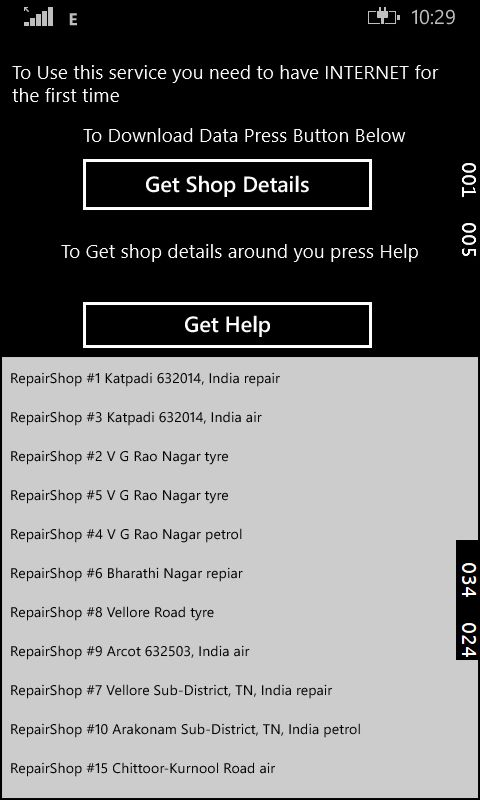 E
10:29
To Use this service you need to have INTERNET for
the first time
To Download Data Press Button Below
Get Shop Details
001
005
To Get shop details around you press Help
Get Help
RepairShop #1 Katpadi 632014, India repair
RepairShop #3 Katpadi 632014, India air
RepairShop #2 V G Rao Nagar tyre
RepairShop #5 V G Rao Nagar tyre
RepairShop #4 V G Rao Nagar petrol
RepairShop #6 Bharathi Nagar repiar
034
RepairShop #8 Vellore Road tyre
024
RepairShop #9 Arcot 632503, India air
RepairShop #7 Vellore Sub-District, TN, India repair
RepairShop #10 Arakonam Sub-District, TN, India petrol
RepairShop #15 Chittoor-Kurnool Road air